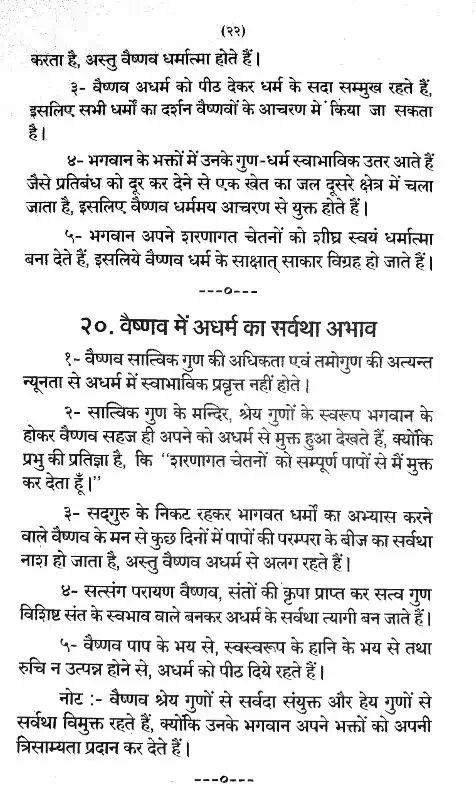 (२२)
करता है, अस्तु वैष्णव धर्मात्मा होते हैं।
३- वैष्णव अधर्म को पीठ देकर धर्म के सदा सम्मुख रहते हैं,
इसलिए सभी धर्मों का दर्शन वैष्णवों के आचरण में किया जा सकता
है।
४- भगवान के भक्तों में उनके गुण-धर्म स्वाभाविक उतर आते हैं
जैसे प्रतिबंध को दूर कर देने से एक खेत का जल दूसरे क्षेत्र में चला
जाता है, इसलिए वैष्णव धर्ममय आचरण से युक्त होते हैं।
५- भगवान अपने शरणागत चेतनों को शीघ्र स्वयं धर्मात्मा
बना देते हैं, इसलिये वैष्णव धर्म के साक्षात् साकार विग्रह हो जाते हैं।
---०---
२०. वैष्णव में अधर्म का सर्वथा अभाव
१- वैष्णव सात्विक गुण की अधिकता एवं तमोगुण की अत्यन्त
न्यूनता से अधर्म में स्वाभाविक प्रवृत्त नहीं होते।
२- सात्विक गुण के मन्दिर, श्रेय गुणों के स्वरूप भगवान के
होकर वैष्णव सहज ही अपने को अधर्म से मुक्त हुआ देखते हैं, क्योंकि
प्रभु की प्रतिज्ञा है, कि "शरणागत चेतनों को सम्पूर्ण पापों से मैं मुक्त
कर देता हूँ।"
३- सद्‌गुरु के निकट रहकर भागवत धर्मों का अभ्यास करने
वाले वैष्णव के मन से कुछ दिनों में पापों की परम्परा के बीज का सर्वथा
नाश हो जाता है, अस्तु वैष्णव अधर्म से अलग रहते हैं।
४- सत्संग परायण वैष्णव, संतों की कृपा प्राप्त कर सत्व गुण
विशिष्ट संत के स्वभाव वाले बनकर अधर्म के सर्वथा त्यागी बन जाते हैं।
५- वैष्णव पाप के भय से, स्वस्वरूप के हानि के भय से तथा
रुचि न उत्पन्न होने से, अधर्म को पीठ दिये रहते हैं।
नोट :- वैष्णव श्रेय गुणों से सर्वदा संयुक्त और हेय गुणों से
सर्वथा विमुक्त रहते हैं, क्योंकि उनके भगवान अपने भक्तों को अपनी
त्रिसाम्यता प्रदान कर देते हैं।
---०---